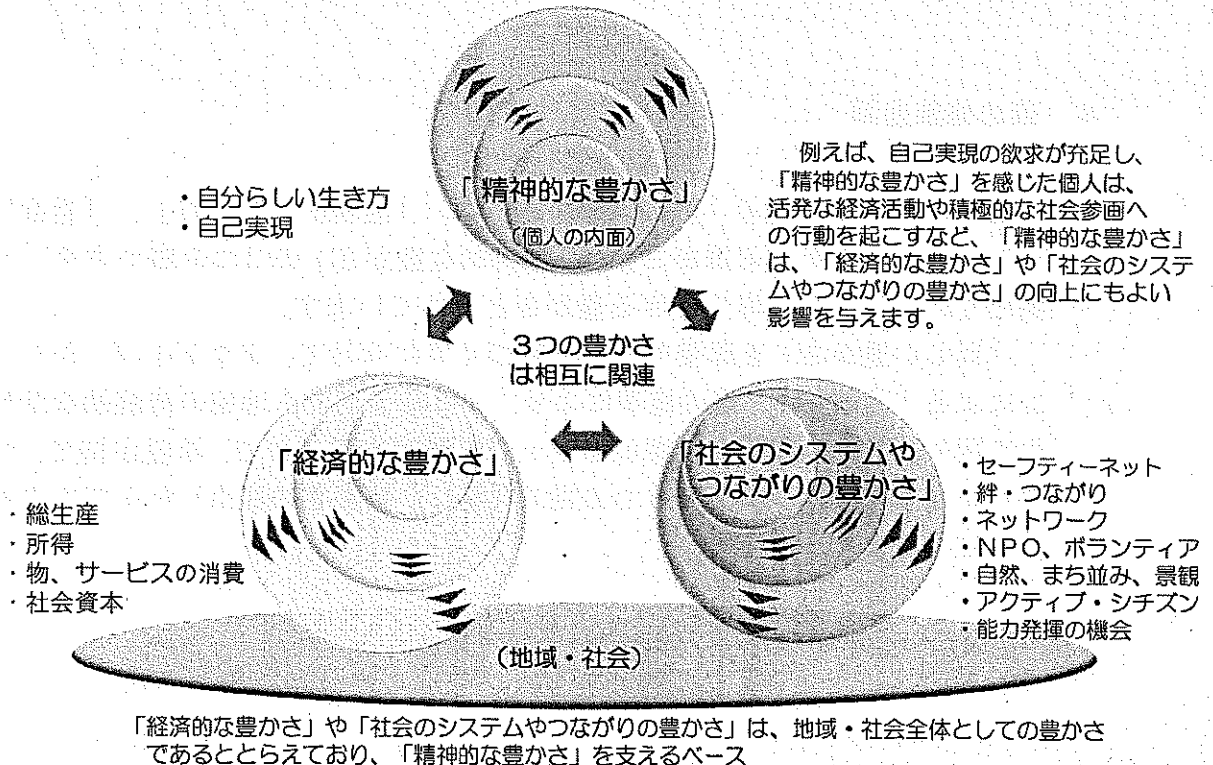 「精神的な豊かさ」
(個人の内面)
・自分らしい生き方
・自己実現
例えば、自己実現の欲求が充足し、
「精神的な豊かさ」を感じた個人は、
活発な経済活動や積極的な社会参画へ
の行動を起こすなど、「精神的な豊かさ」
は、「経済的な豊かさ」や「社会のシステ
ムやつながりの豊かさ」の向上にもよい
影響を与えます。
3つの豊かさ
は相互に関連
「経済的な豊かさ」
・総生産
・所得
・物、サービスの消費
・社会資本
「社会のシステムや
つながりの豊かさ」
・セーフティーネット
・絆・つながり
・ネットワーク
・NPO、ボランティア
・自然、まち並み、景観
・アクティブ・シチズン
・能力発揮の機会
(地域・社会)
「経済的な豊かさ」や「社会のシステムやつながりの豊かさ」は、地域・社会全体としての豊かさ
であるととらえており、「精神的な豊かさ」を支えるベース